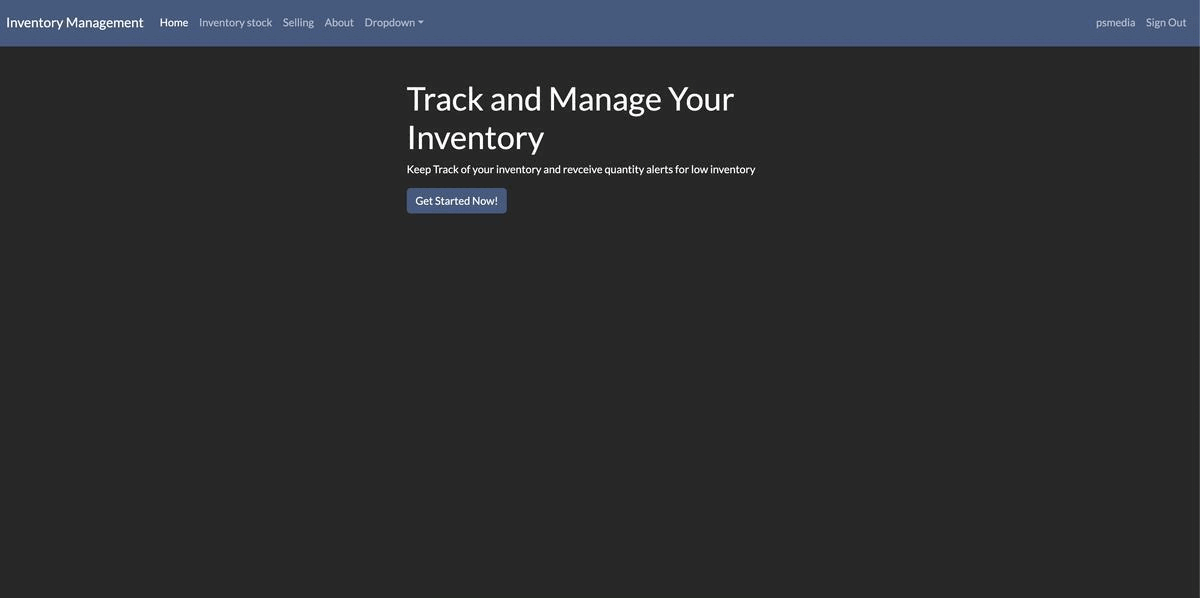 Inventory Management Home Inventory stock Selling About Dropdown psmedia Sign Out
Track and Manage Your
Inventory
Keep Track of your inventory and revceive quantity alerts for low inventory
Get Started Now!